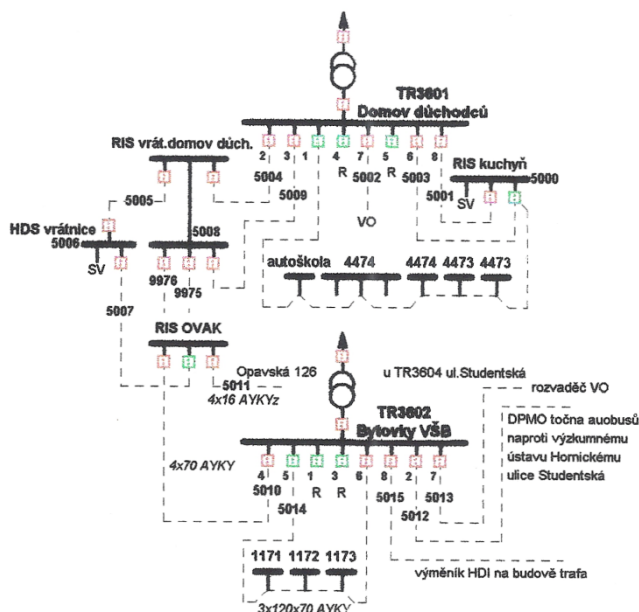 TR3601
Domov důchodců
RIS vrát.domov důch.
2 3 1 4 7 5 6 8
R R
5004
5009
5002
5003
5001
RIS kuchyň
5000
SV
5005
HDS vrátnice
5006
5008
SV
VO
autoškola 4474 4474 4473 4473
9976
9975
5007
RIS OVAK
5011
Opavská 126
4x16 AYKYz
u TR3604 ul.Studentská
TR3602
Bytovky VŠB
rozvaděč VO
DPMO točna auobusů
naproti výzkumnému
ústavu Hornickému
ulice Studentská
4x70 AYKY
4 5 1 3 6 8 2 7
5010
R R
5015
5013
5014
5012
1171 1172 1173
výměník HDI na budově trafa
3x120x70 AYKY